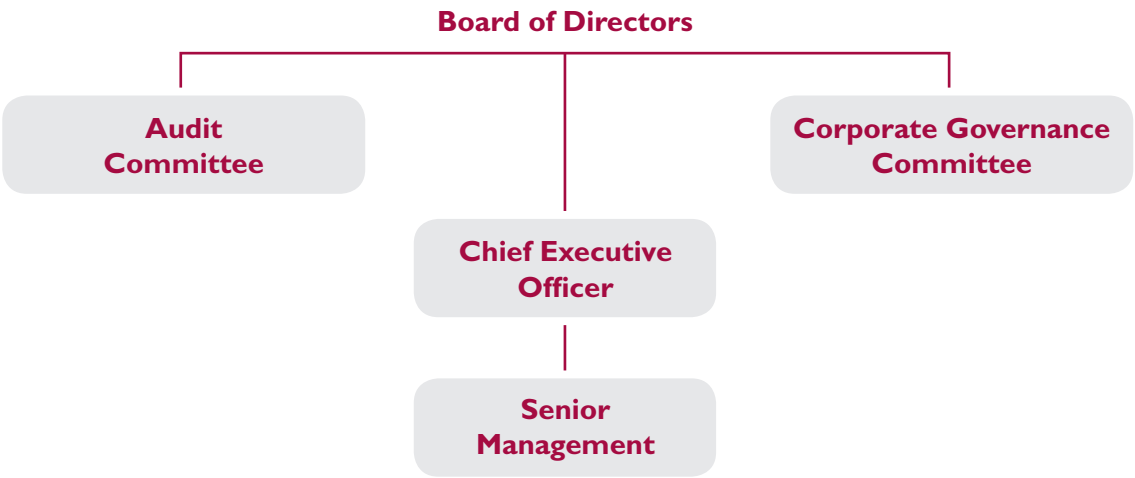 Board of Directors
Audit
Committee
Corporate Governance
Committee
Chief Executive
Officer
Senior
Management